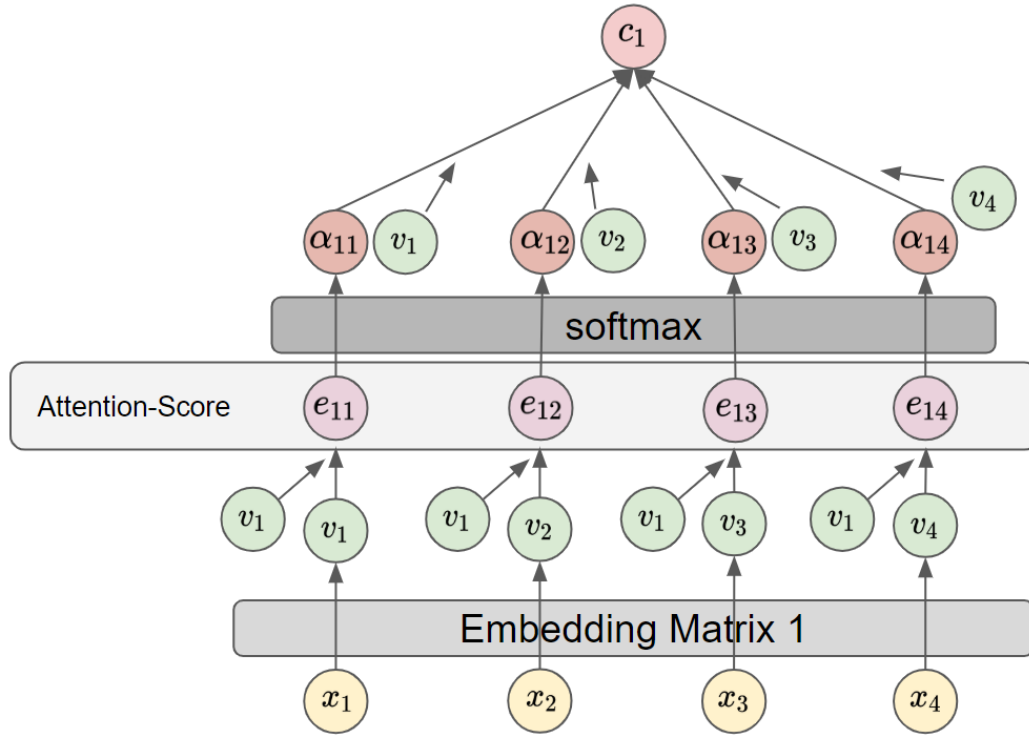 c₁
v₄
α₁₁ v₁ α₁₂ v₂ α₁₃ v₃ α₁₄
softmax
Attention-Score e₁₁ e₁₂ e₁₃ e₁₄
v₁ v₁ v₁ v₂ v₁ v₃ v₁ v₄
Embedding Matrix 1
x₁ x₂ x₃ x₄